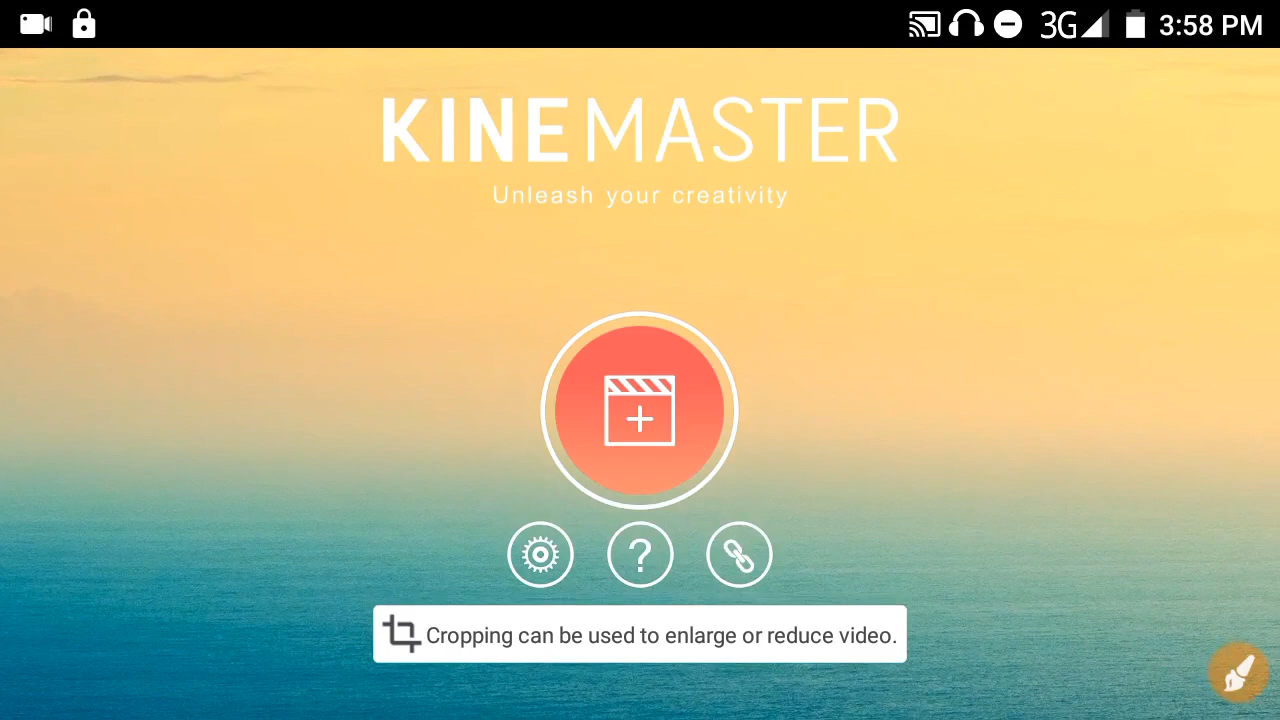 3G 3:58 PM
KINEMASTER
Unleash your creativity
?
Cropping can be used to enlarge or reduce video.